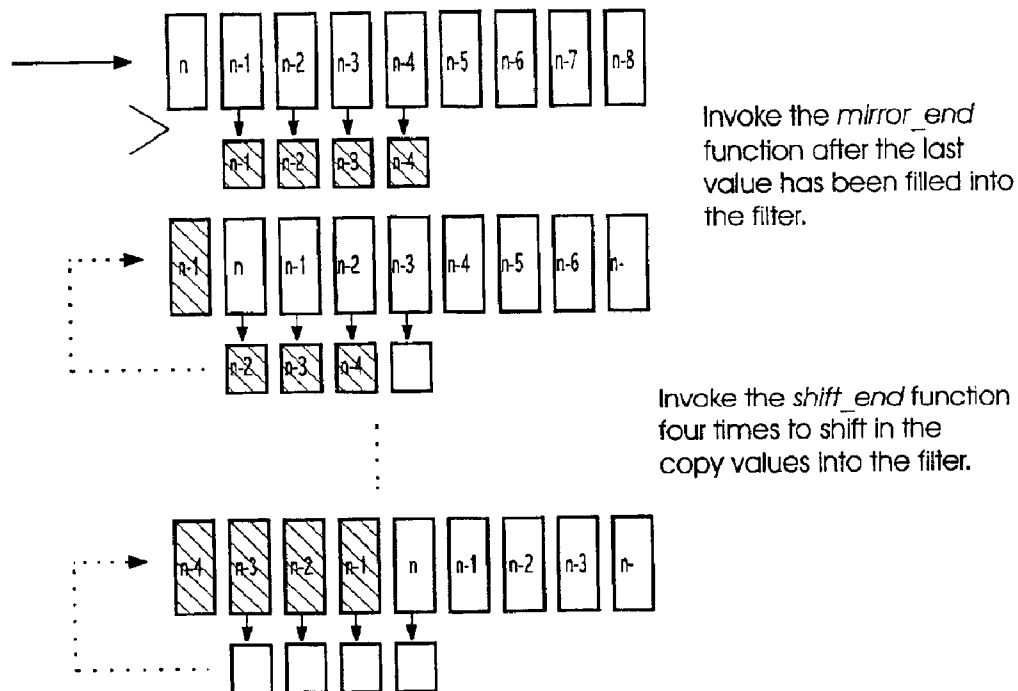 n n-1 n-2 n-3 n-4 n-5 n-6 n-7 n-8
n-1 n-2 n-3 n-4
Invoke the mirror_end
function after the last
value has been filled into
the filter.
n-1 n n-1 n-2 n-3 n-4 n-5 n-6 n-
n-2 n-3 n-4
Invoke the shift_end function
four times to shift in the
copy values into the filter.
n-4 n-3 n-2 n-1 n n-1 n-2 n-3 n-